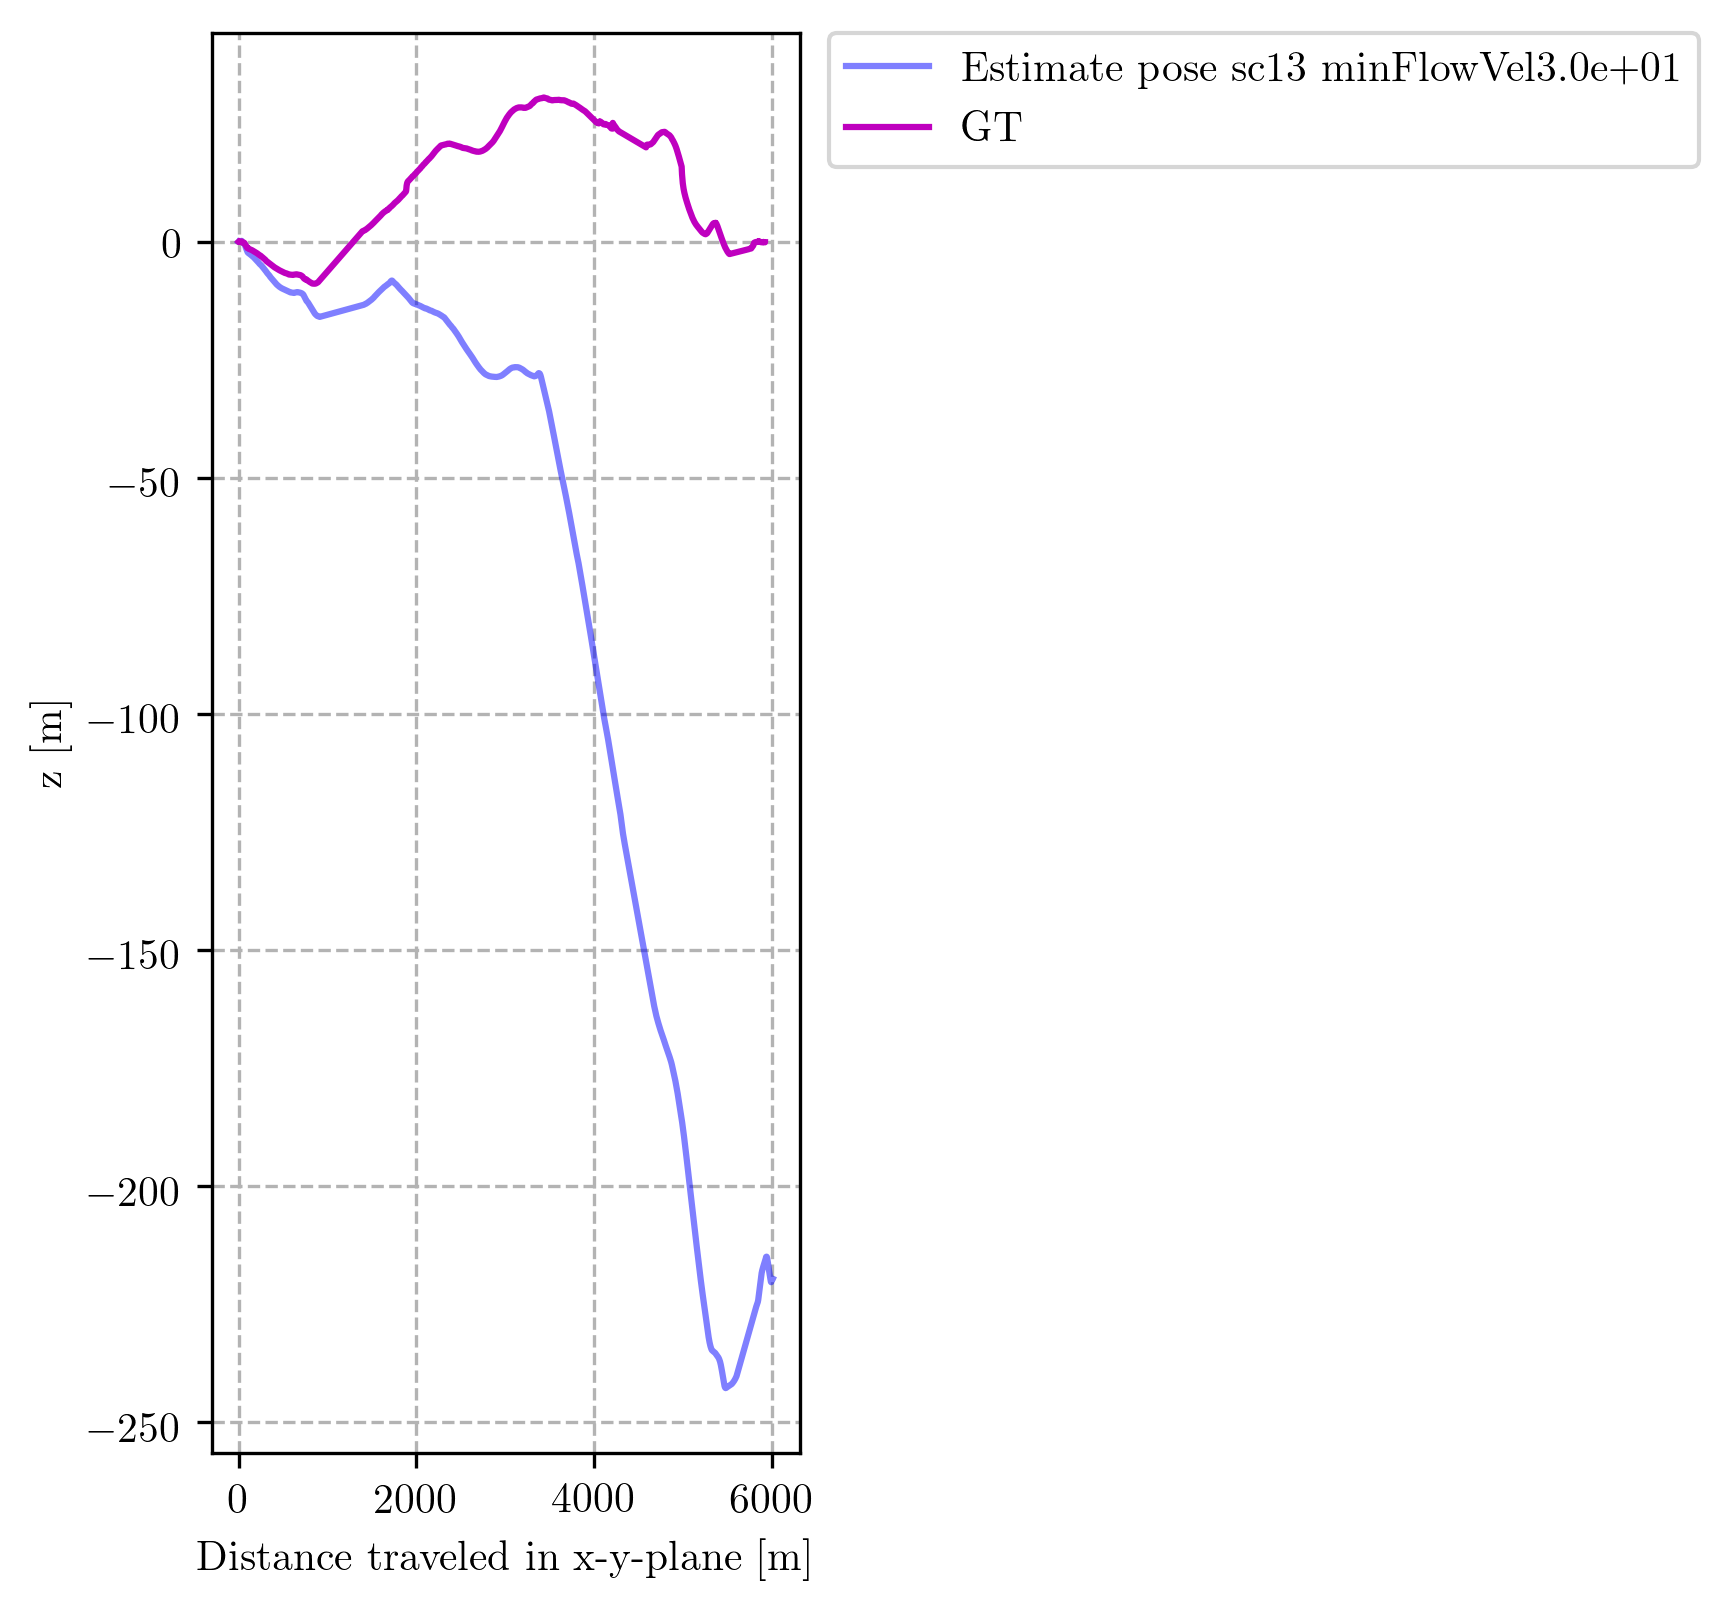 Estimate pose sc13 minFlowVel3.0e+01
GT
z [m]
0
−50
−100
−150
−200
−250
0 2000 4000 6000
Distance traveled in x-y-plane [m]